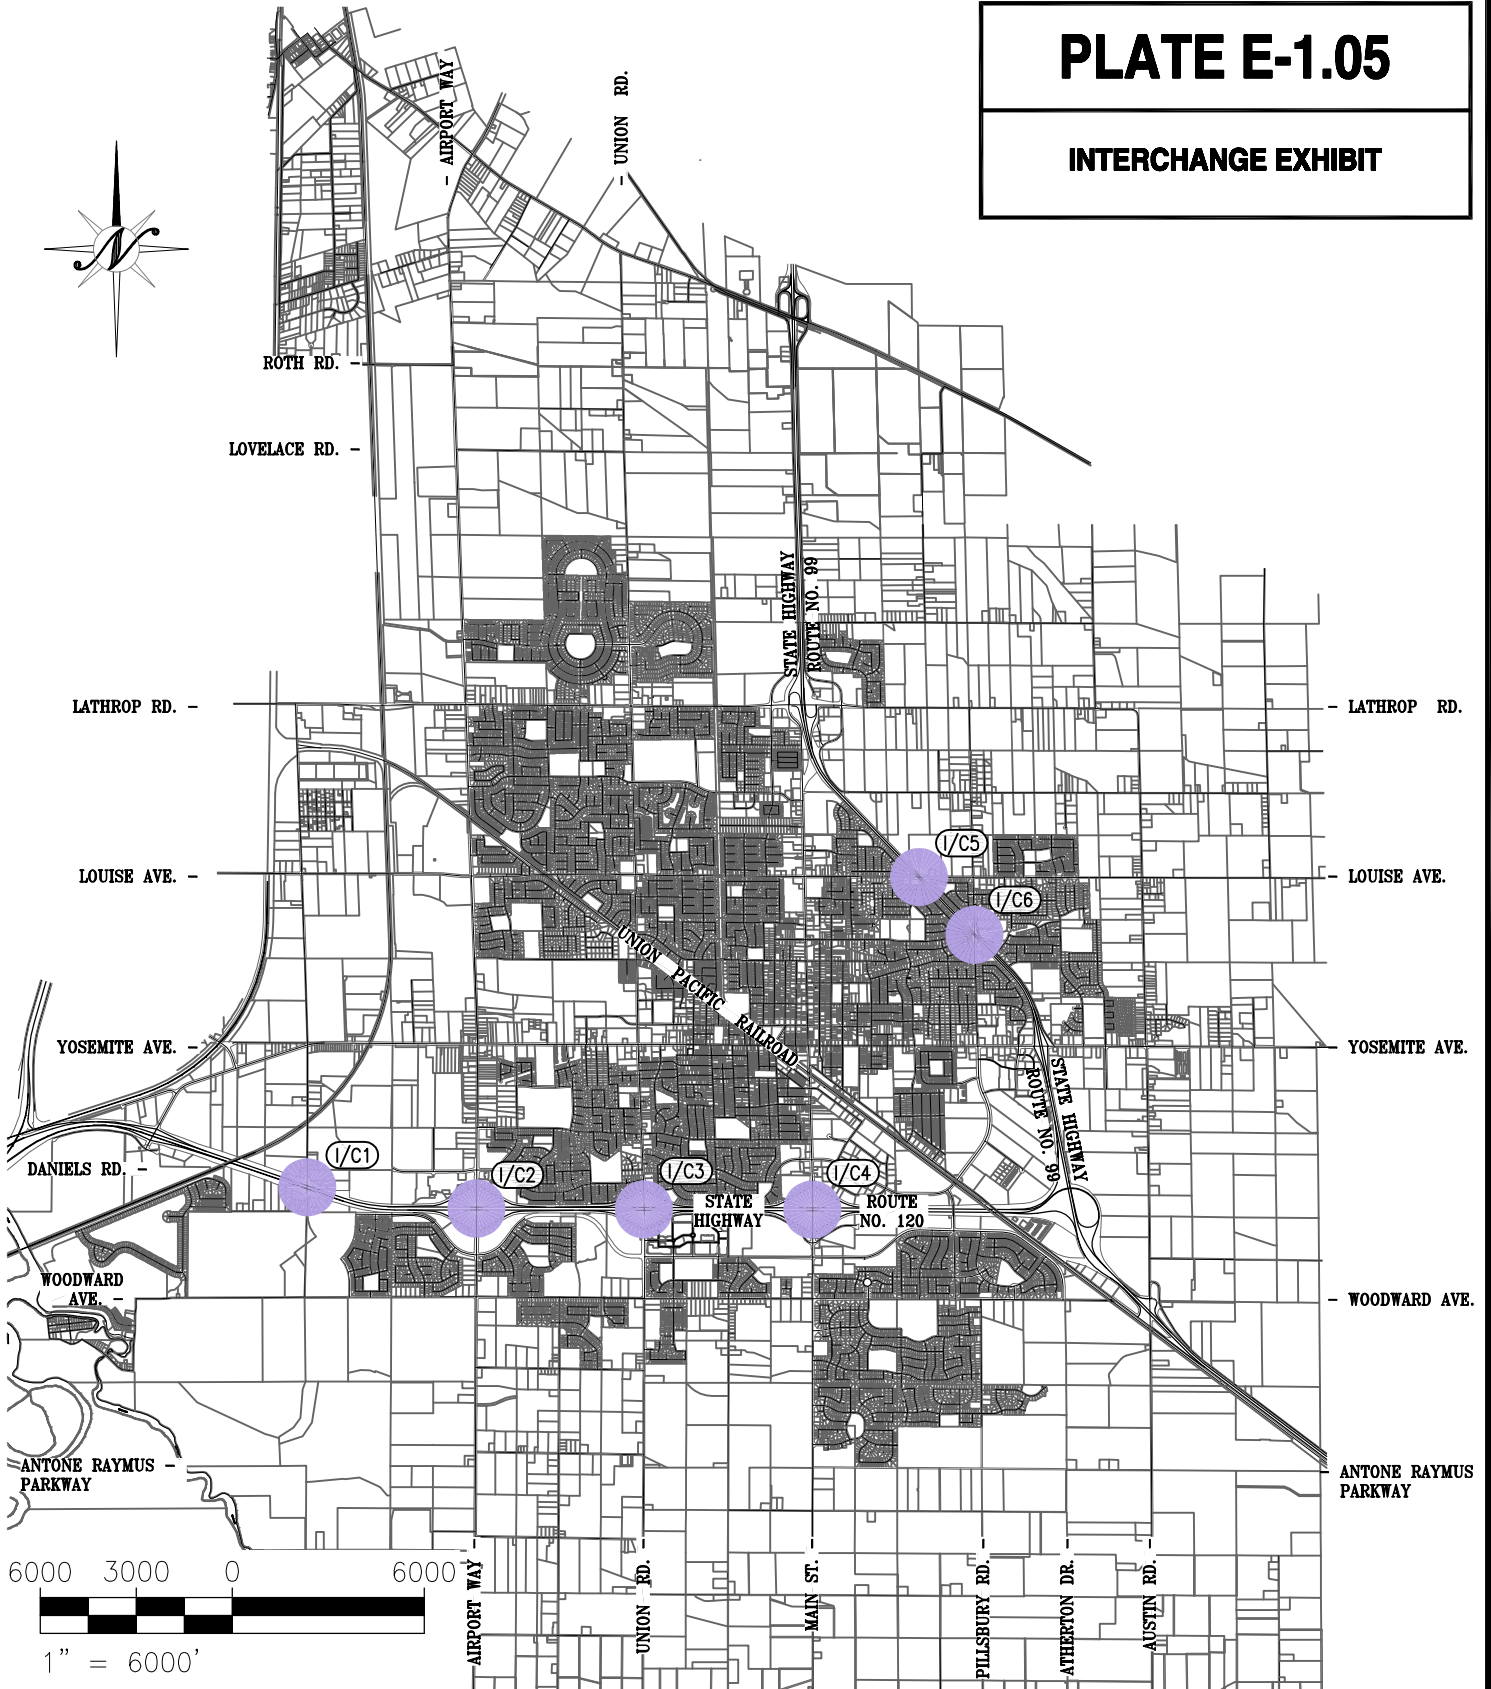 PLATE E-1.05
INTERCHANGE EXHIBIT
AIRPORT WAY
UNION RD.
N
ROTH RD.
LOVELACE RD.
STATE HIGHWAY
ROUTE NO. 99
LATHROP RD.
LATHROP RD.
I/C5
LOUISE AVE.
LOUISE AVE.
I/C6
UNION PACIFIC RAILROAD
YOSEMITE AVE.
YOSEMITE AVE.
STATE HIGHWAY
ROUTE NO. 99
DANIELS RD.
I/C1
I/C2
I/C3
I/C4
STATE
HIGHWAY
ROUTE
NO. 120
WOODWARD
AVE.
WOODWARD AVE.
ANTONE RAYMUS
PARKWAY
ANTONE RAYMUS
PARKWAY
6000 3000 0 6000
1" = 6000'
AIRPORT WAY
UNION RD.
MAIN ST.
PILLSBURY RD.
ATHERTON DR.
AUSTIN RD.